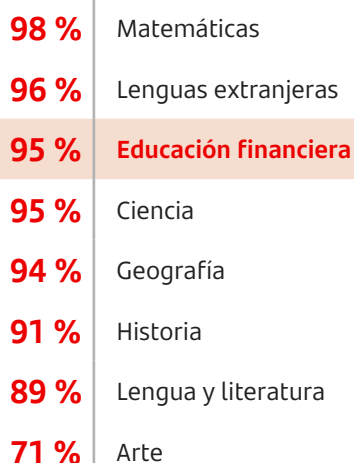 98 % Matemáticas
96 % Lenguas extranjeras
95 % Educación financiera
95 % Ciencia
94 % Geografía
91 % Historia
89 % Lengua y literatura
71 % Arte